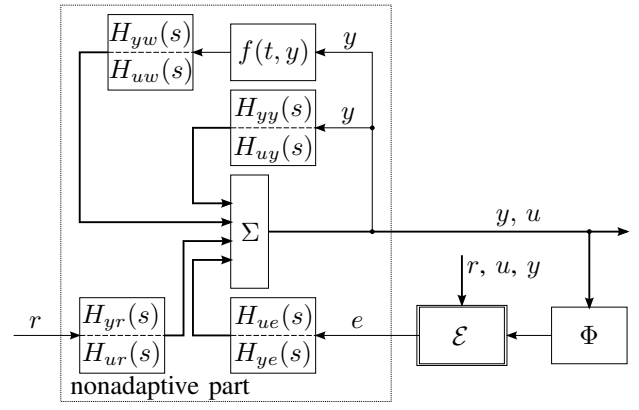 H_{yw}(s)
H_{uw}(s)
f(t, y)
y
H_{yy}(s)
H_{uy}(s)
y
Σ
y, u
r, u, y
r
H_{yr}(s)
H_{ur}(s)
H_{ue}(s)
H_{ye}(s)
e
ℰ
Φ
nonadaptive part